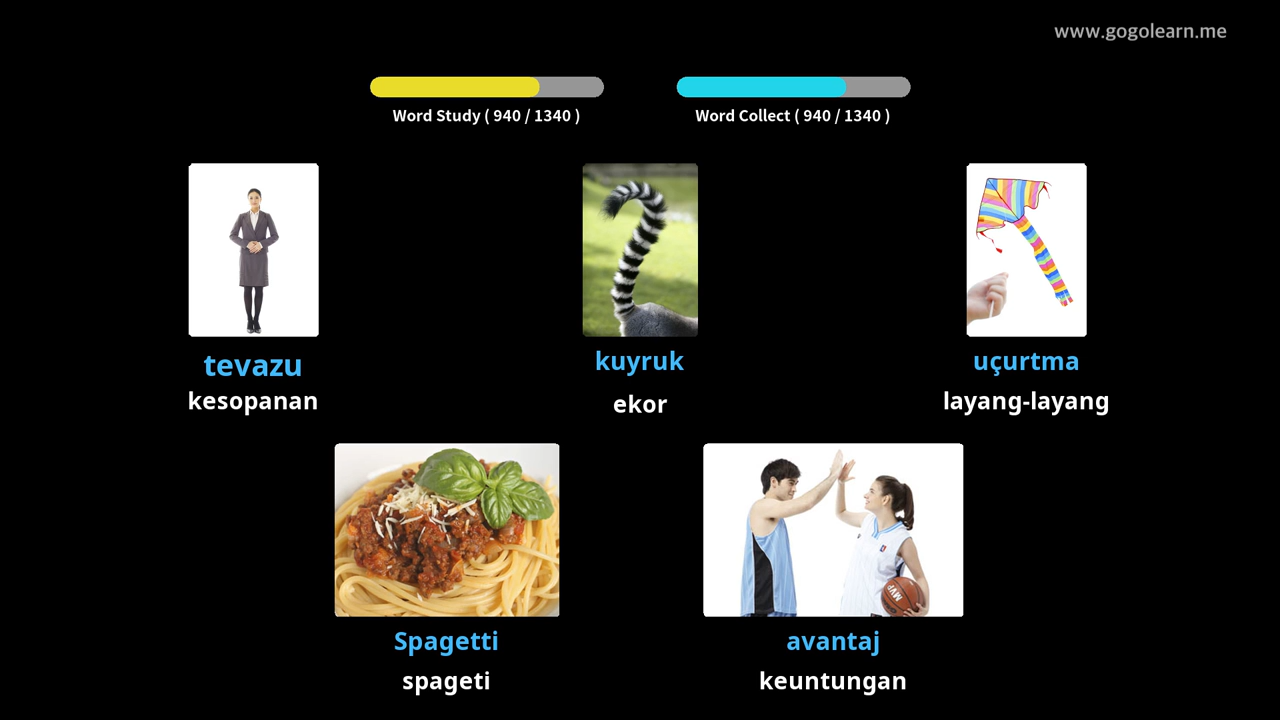 www.gogolearn.me
Word Study ( 940 / 1340 )
Word Collect ( 940 / 1340 )
tevazu
kesopanan
kuyruk
ekor
uçurtma
layang-layang
Spagetti
spageti
MVP
avantaj
keuntungan